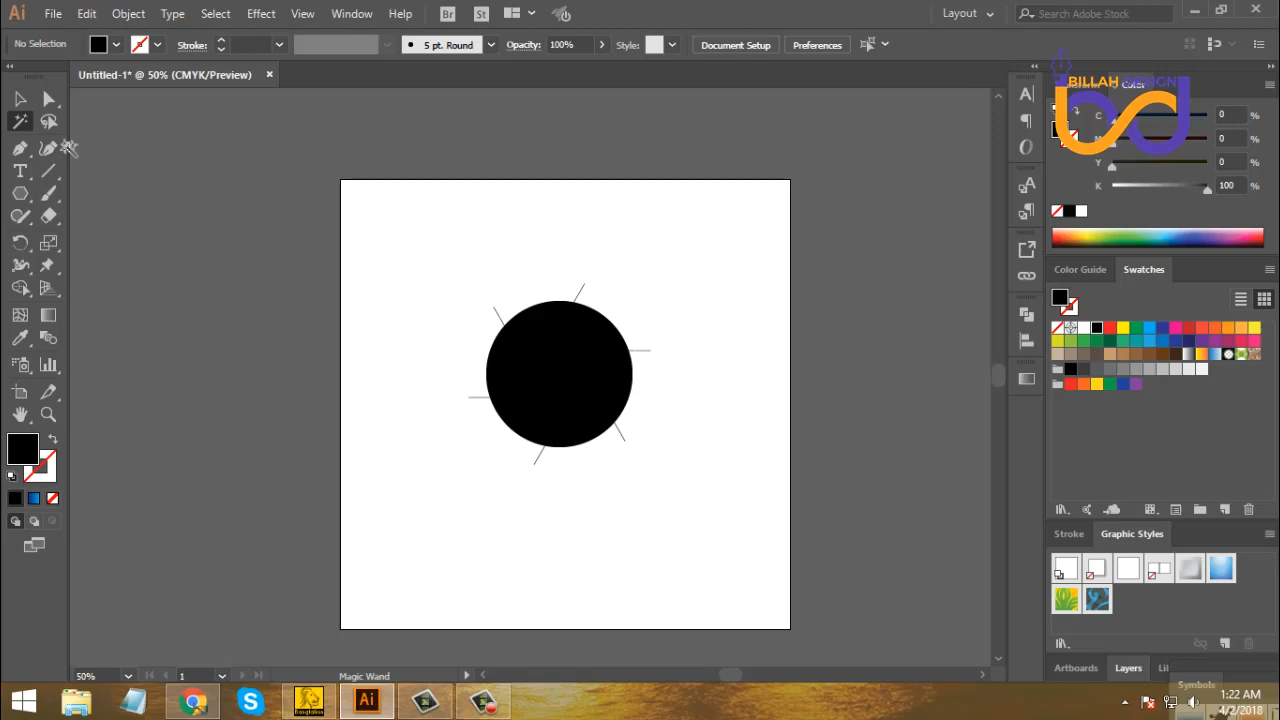 Ai File Edit Object Type Select Effect View Window Help Br St Layout Search Adobe Stock
No Selection Stroke: 5 pt. Round Opacity: 100% Style: Document Setup Preferences
Untitled-1* @ 50% (CMYK/Preview)
BILLAH DESIGN
Color
C 0 %
M 0 %
Y 0 %
K 100 %
Color Guide Swatches
Stroke Graphic Styles
Artboards Layers Li
Symbols
50% 1 Magic Wand
Ai
1:22 AM
4/2/2018